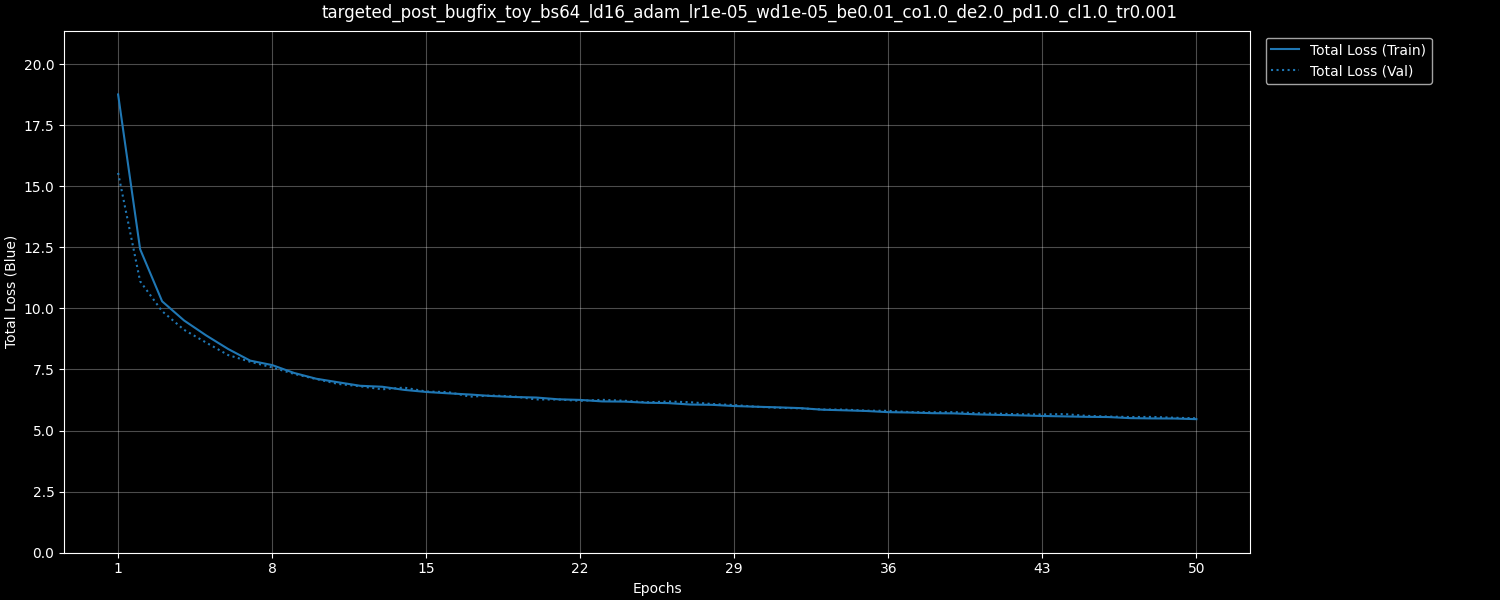 targeted_post_bugfix_toy_bs64_ld16_adam_lr1e-05_wd1e-05_be0.01_co1.0_de2.0_pd1.0_cl1.0_tr0.001
Total Loss (Train)
Total Loss (Val)
Total Loss (Blue)
20.0
17.5
15.0
12.5
10.0
7.5
5.0
2.5
0.0
1 8 15 22 29 36 43 50
Epochs